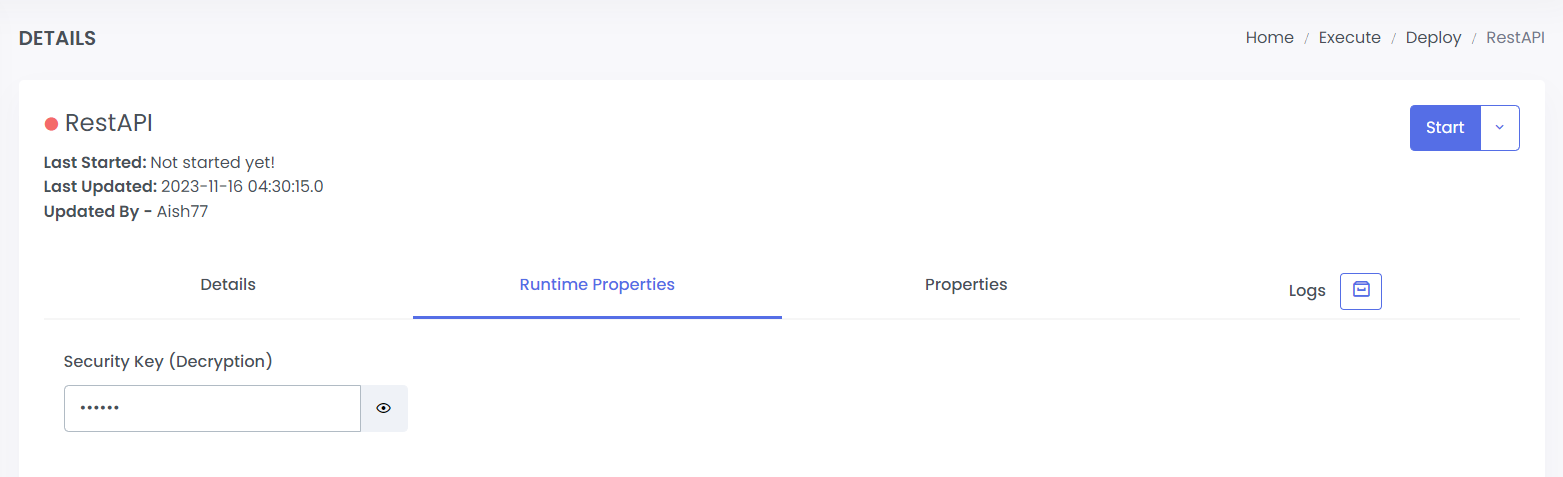 DETAILS
Home / Execute / Deploy / RestAPI
RestAPI
Start
Last Started: Not started yet!
Last Updated: 2023-11-16 04:30:15.0
Updated By - Aish77
Details
Runtime Properties
Properties
Logs
Security Key (Decryption)
••••••